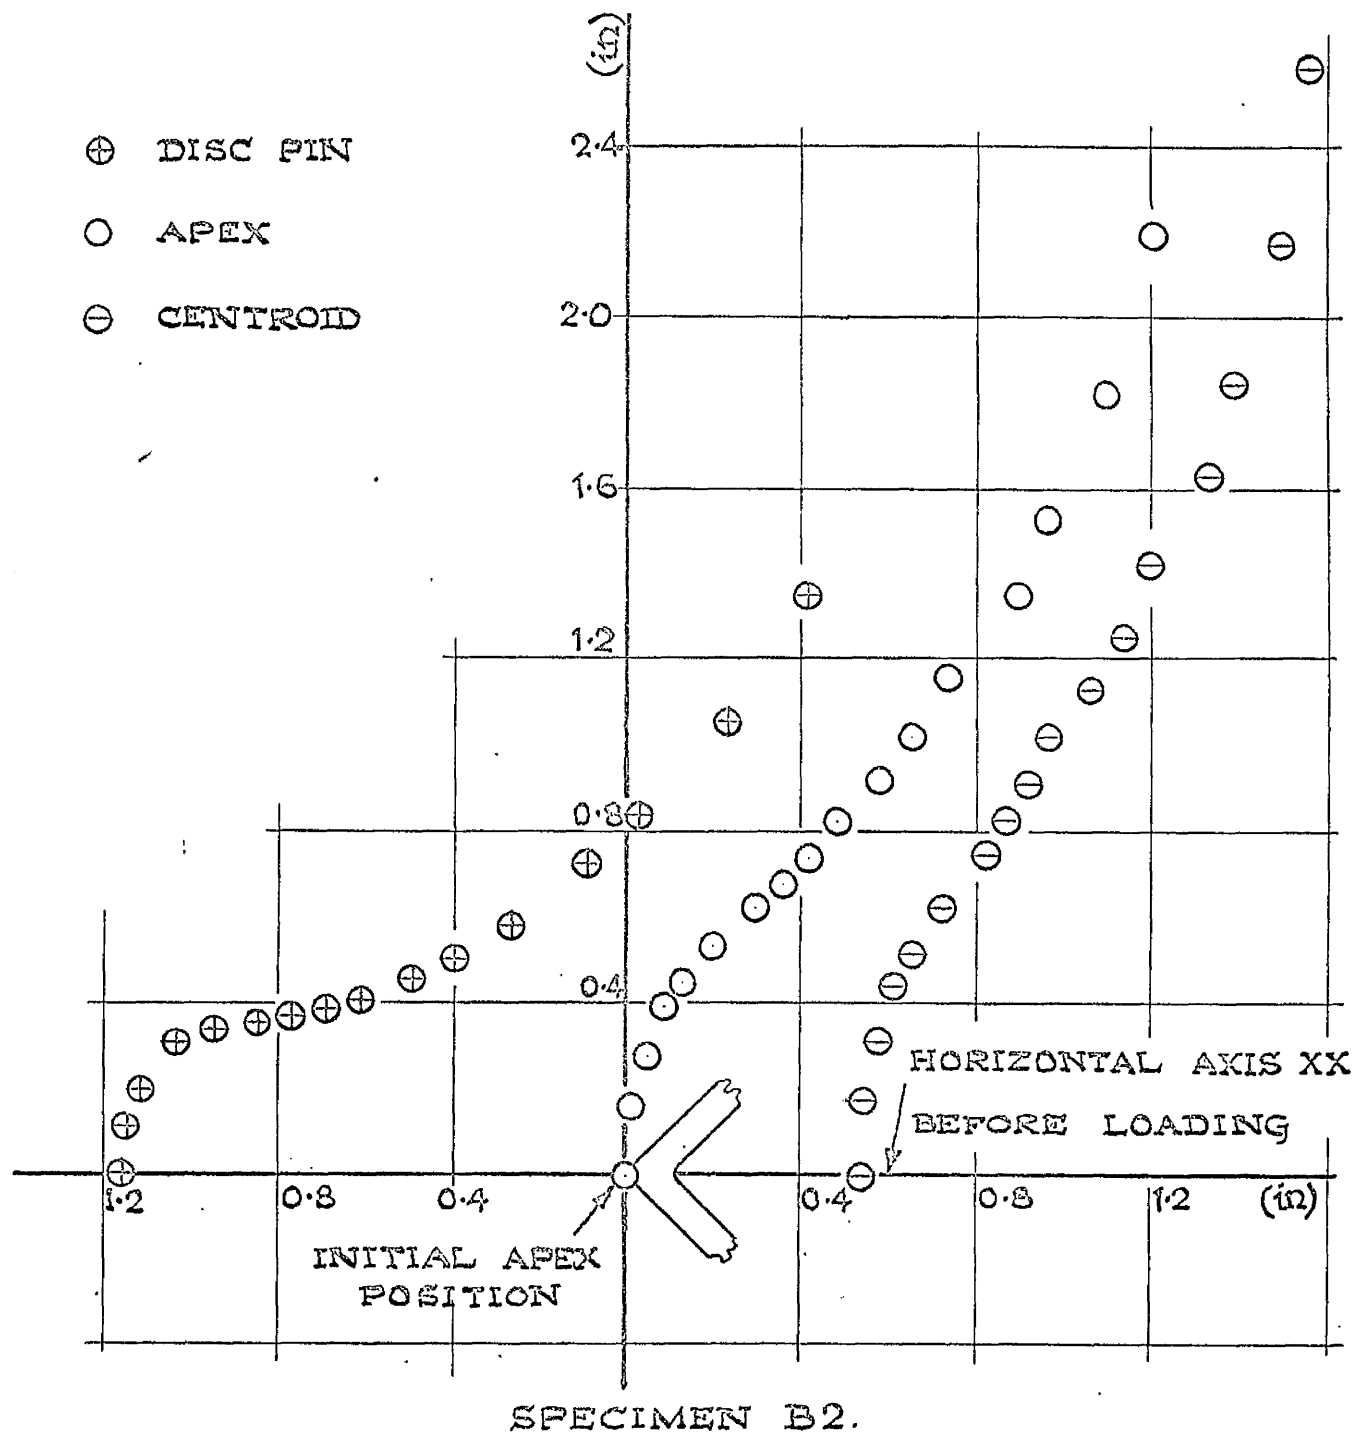 (in)
DISC PIN
APEX
CENTROID
2.4
2.0
1.6
1.2
0.8
0.4
HORIZONTAL AXIS XX
BEFORE LOADING
1.2 0.8 0.4 0.4 0.8 1.2 (in)
INITIAL APEX
POSITION
SPECIMEN B2.